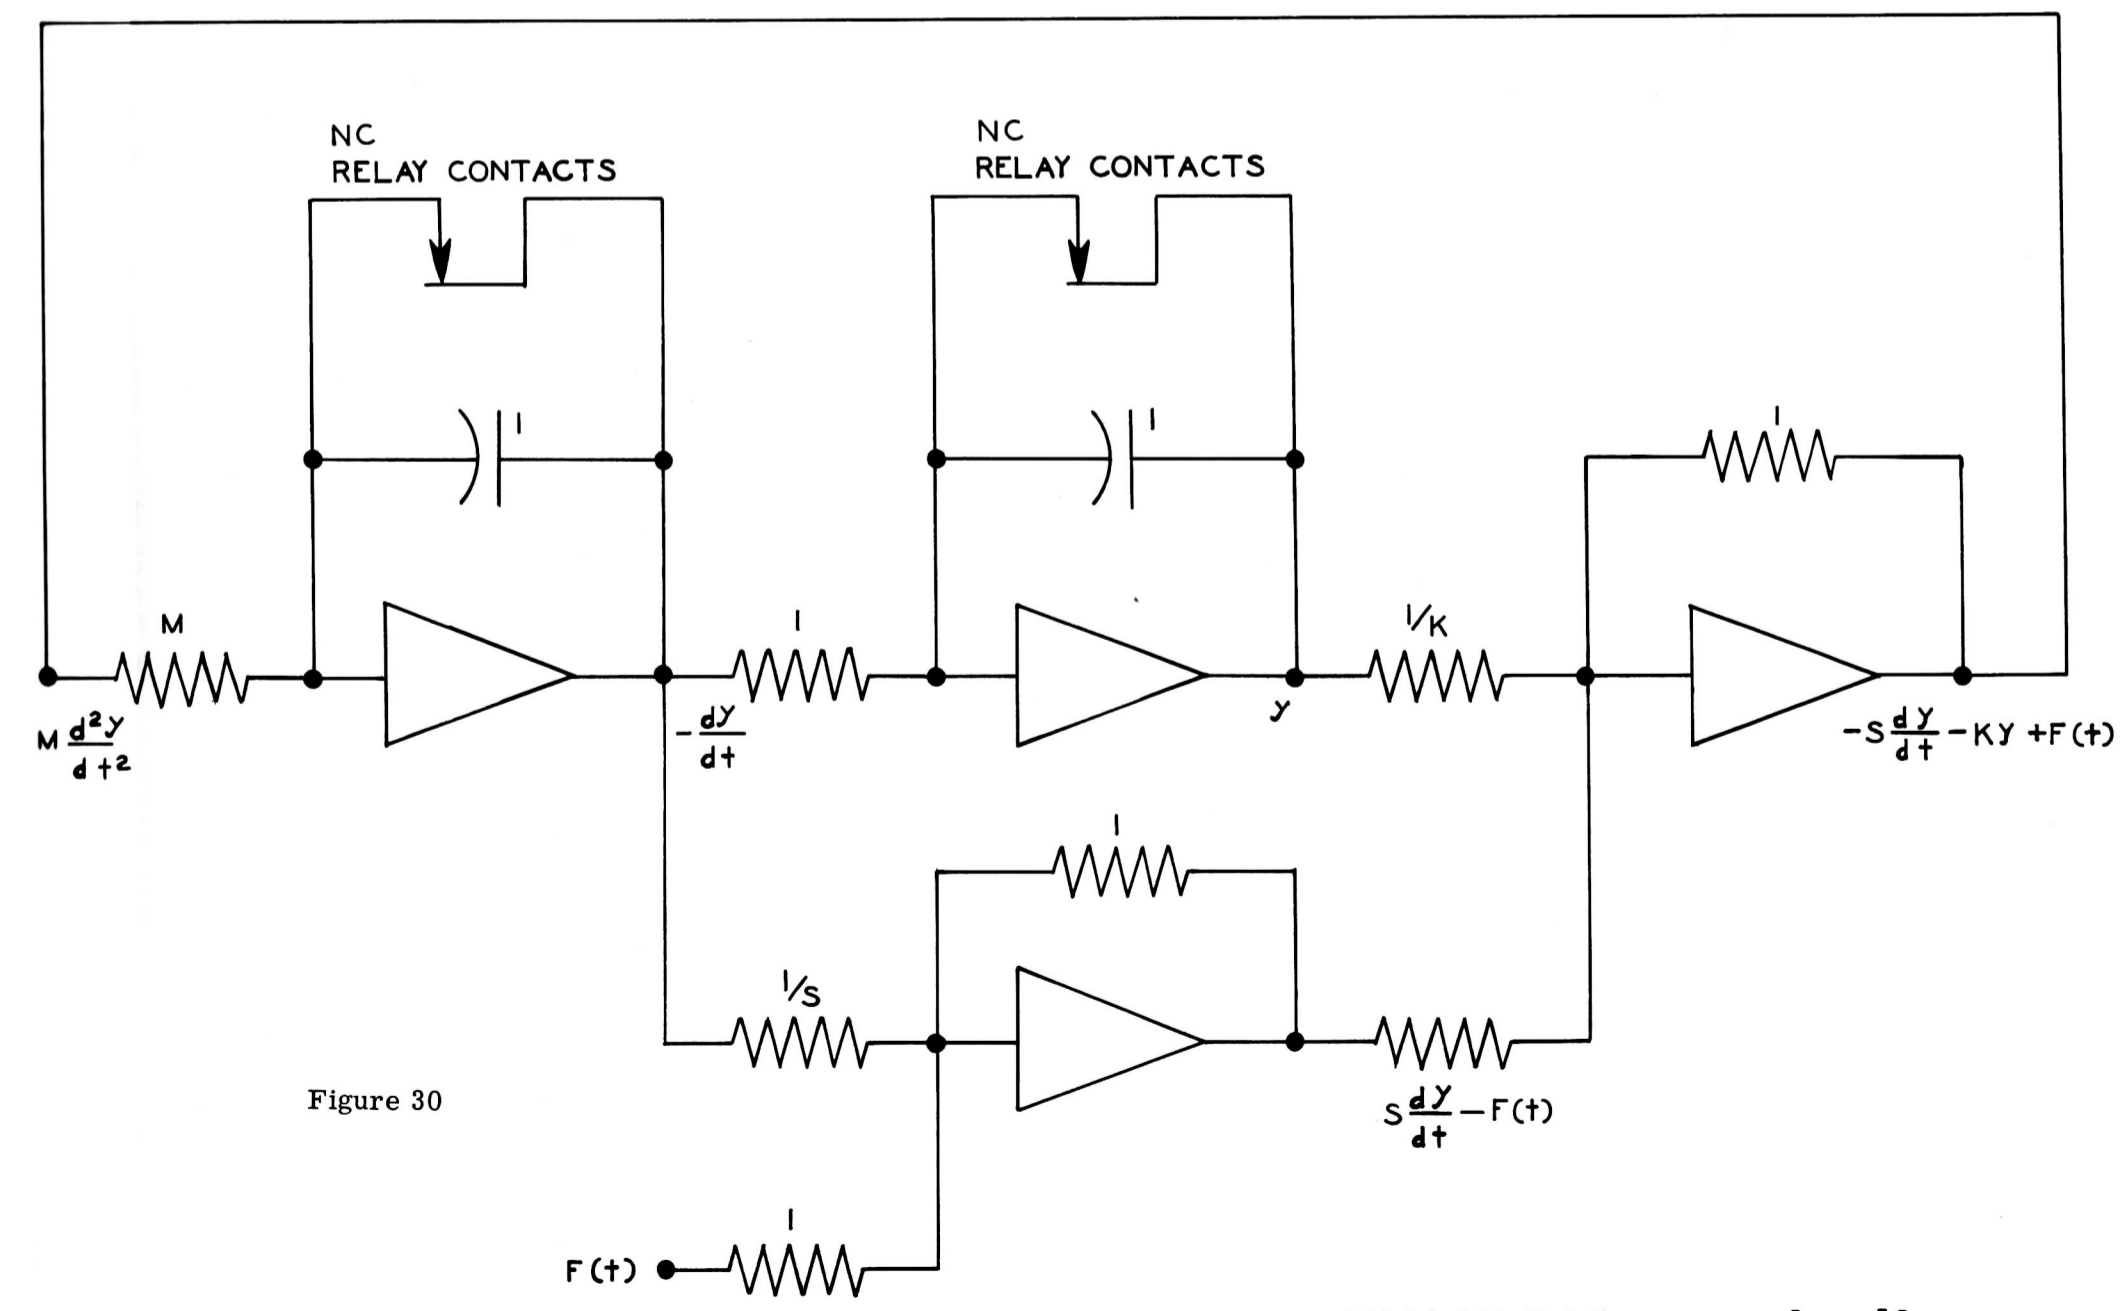 NC
RELAY CONTACTS
NC
RELAY CONTACTS
1
1
1
M
1
1/K
M d²y/dt²
-dy/dt
y
-S dy/dt -KY +F(t)
1
1/S
Figure 30
S dy/dt -F(t)
1
F(t)